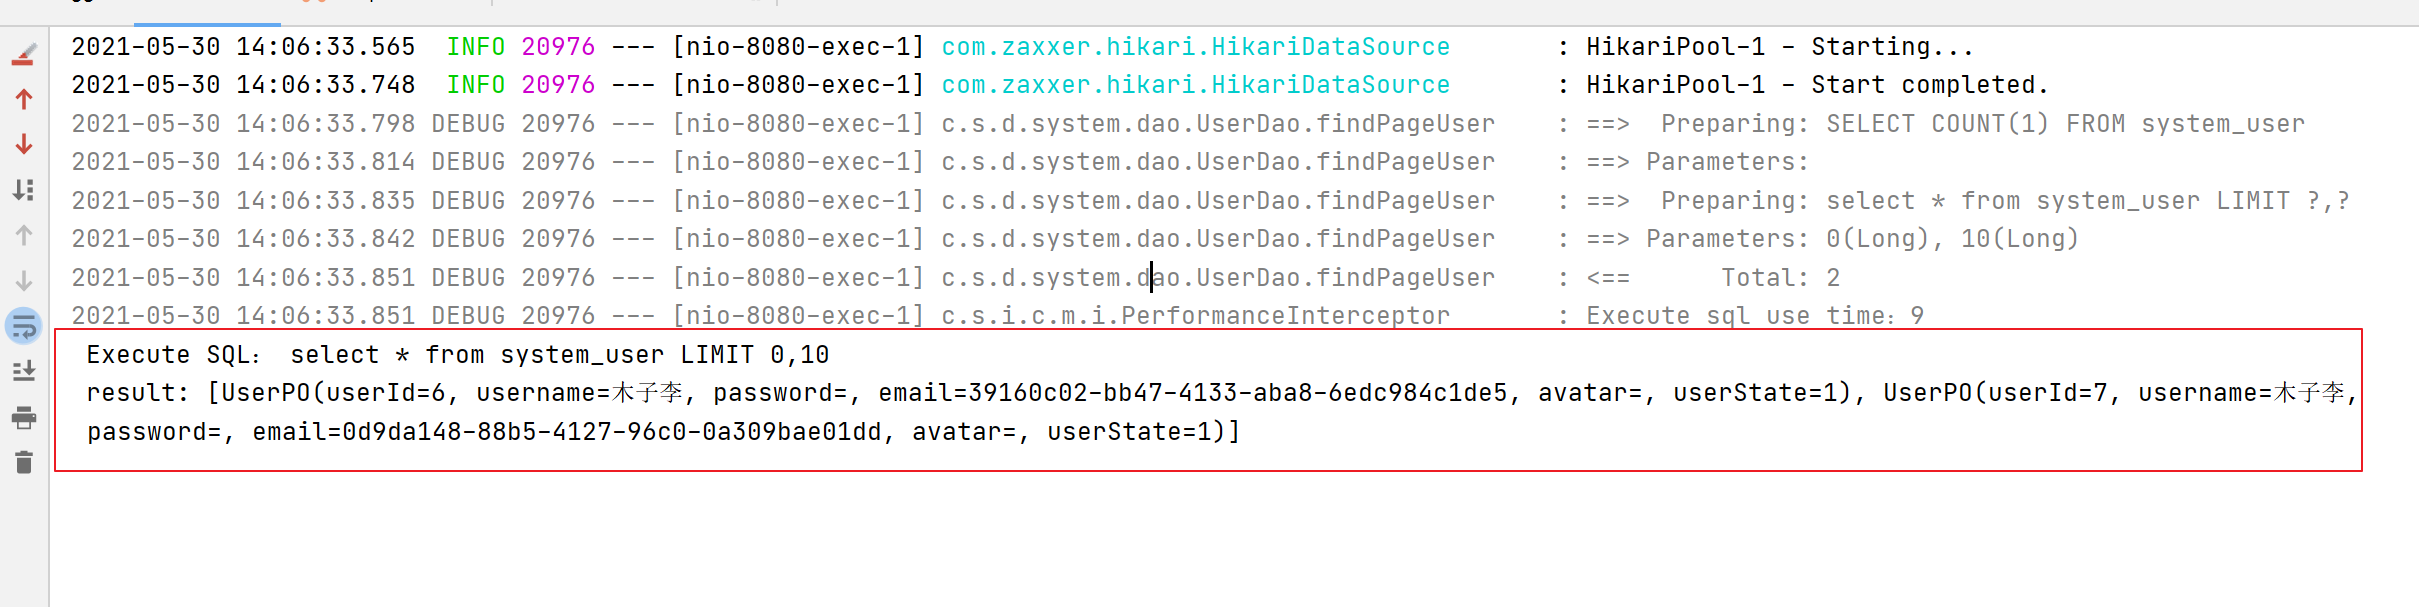 2021-05-30 14:06:33.565  INFO 20976 --- [nio-8080-exec-1] com.zaxxer.hikari.HikariDataSource       : HikariPool-1 - Starting...
2021-05-30 14:06:33.748  INFO 20976 --- [nio-8080-exec-1] com.zaxxer.hikari.HikariDataSource       : HikariPool-1 - Start completed.
2021-05-30 14:06:33.798 DEBUG 20976 --- [nio-8080-exec-1] c.s.d.system.dao.UserDao.findPageUser    : ==>  Preparing: SELECT COUNT(1) FROM system_user
2021-05-30 14:06:33.814 DEBUG 20976 --- [nio-8080-exec-1] c.s.d.system.dao.UserDao.findPageUser    : ==> Parameters:
2021-05-30 14:06:33.835 DEBUG 20976 --- [nio-8080-exec-1] c.s.d.system.dao.UserDao.findPageUser    : ==>  Preparing: select * from system_user LIMIT ?,?
2021-05-30 14:06:33.842 DEBUG 20976 --- [nio-8080-exec-1] c.s.d.system.dao.UserDao.findPageUser    : ==> Parameters: 0(Long), 10(Long)
2021-05-30 14:06:33.851 DEBUG 20976 --- [nio-8080-exec-1] c.s.d.system.dao.UserDao.findPageUser    : <==      Total: 2
2021-05-30 14:06:33.851 DEBUG 20976 --- [nio-8080-exec-1] c.s.i.c.m.i.PerformanceInterceptor       : Execute sql use time：9
Execute SQL： select * from system_user LIMIT 0,10
result: [UserPO(userId=6, username=木子李, password=, email=39160c02-bb47-4133-aba8-6edc984c1de5, avatar=, userState=1), UserPO(userId=7, username=木子李,
password=, email=0d9da148-88b5-4127-96c0-0a309bae01dd, avatar=, userState=1)]